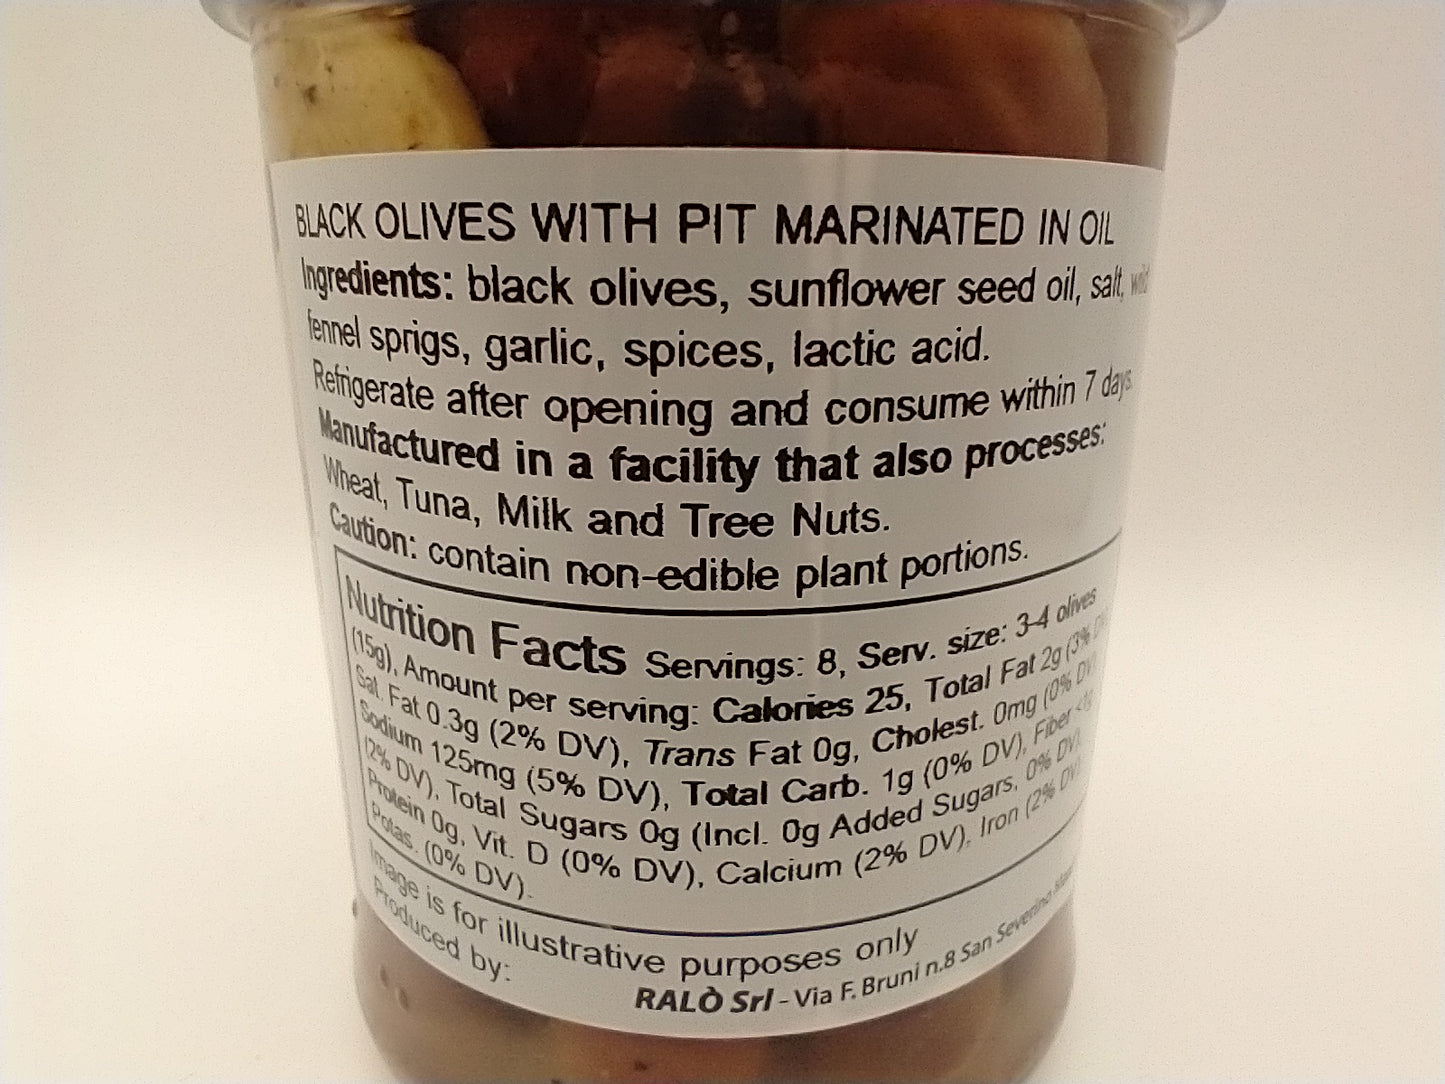 BLACK OLIVES WITH PIT MARINATED IN OIL
Ingredients: black olives, sunflower seed oil, salt, wild
fennel sprigs, garlic, spices, lactic acid.
Refrigerate after opening and consume within 7 days.
Manufactured in a facility that also processes:
Wheat, Tuna, Milk and Tree Nuts.
Caution: contain non-edible plant portions.
Nutrition Facts Servings: 8, Serv. size: 3-4 olives
(15g), Amount per serving: Calories 25, Total Fat 2g (3% DV),
Sat. Fat 0.3g (2% DV), Trans Fat 0g, Cholest. 0mg (0% DV),
Sodium 125mg (5% DV), Total Carb. 1g (0% DV), Fiber <1g
(2% DV), Total Sugars 0g (Incl. 0g Added Sugars, 0% DV),
Protein 0g, Vit. D (0% DV), Calcium (2% DV), Iron (2% DV),
Potas. (0% DV).
Image is for illustrative purposes only
Produced by:
RALÒ Srl - Via F. Bruni n.8 San Severino